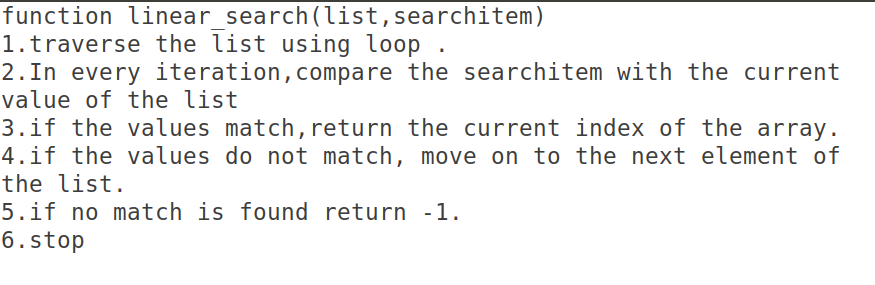 function linear_search(list,searchitem)
1.traverse the list using loop .
2.In every iteration,compare the searchitem with the current
value of the list
3.if the values match,return the current index of the array.
4.if the values do not match, move on to the next element of
the list.
5.if no match is found return -1.
6.stop